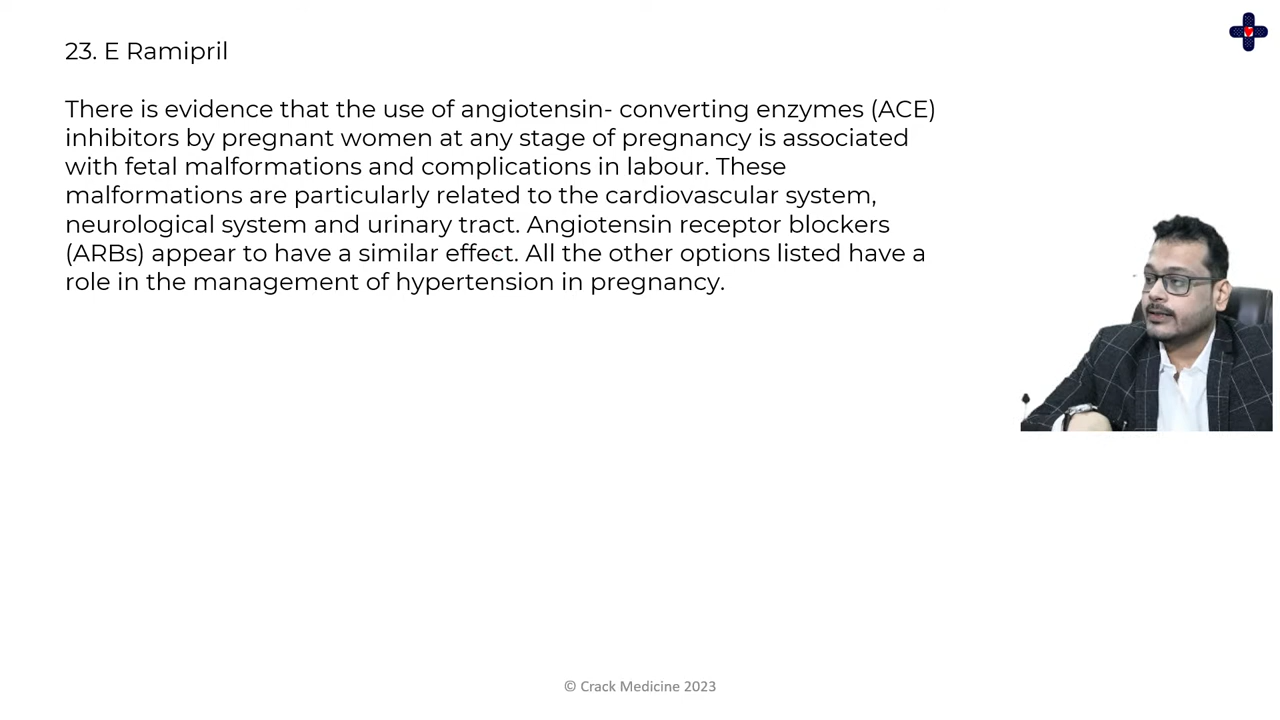 23. E Ramipril
There is evidence that the use of angiotensin- converting enzymes (ACE)
inhibitors by pregnant women at any stage of pregnancy is associated
with fetal malformations and complications in labour. These
malformations are particularly related to the cardiovascular system,
neurological system and urinary tract. Angiotensin receptor blockers
(ARBs) appear to have a similar effect. All the other options listed have a
role in the management of hypertension in pregnancy.
© Crack Medicine 2023